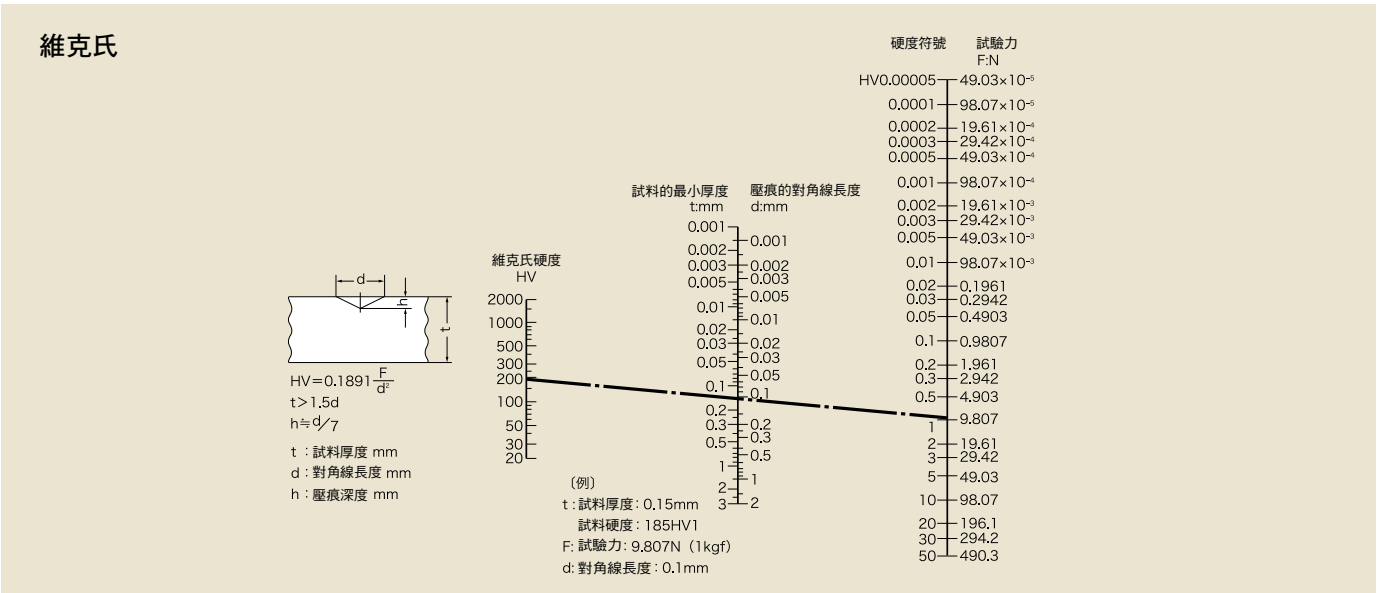 維克氏
d
h
t
HV=0.1891 F/d²
t>1.5d
h≒d/7
t：試料厚度 mm
d：對角線長度 mm
h：壓痕深度 mm
維克氏硬度
HV
2000
1000
500
300
200
100
50
30
20
試料的最小厚度
t:mm
0.001
0.002
0.003
0.005
0.01
0.02
0.03
0.05
0.1
0.2
0.3
0.5
1
2
3
壓痕的對角線長度
d:mm
0.001
0.002
0.003
0.005
0.01
0.02
0.03
0.05
0.1
0.2
0.3
0.5
1
2
〔例〕
t：試料厚度：0.15mm
試料硬度：185HV1
F: 試驗力：9.807N（1kgf）
d: 對角線長度：0.1mm
硬度符號 試驗力
F:N
HV0.00005 49.03×10⁻⁵
0.0001 98.07×10⁻⁵
0.0002 19.61×10⁻⁴
0.0003 29.42×10⁻⁴
0.0005 49.03×10⁻⁴
0.001 98.07×10⁻⁴
0.002 19.61×10⁻³
0.003 29.42×10⁻³
0.005 49.03×10⁻³
0.01 98.07×10⁻³
0.02 0.1961
0.03 0.2942
0.05 0.4903
0.1 0.9807
0.2 1.961
0.3 2.942
0.5 4.903
1 9.807
2 19.61
3 29.42
5 49.03
10 98.07
20 196.1
30 294.2
50 490.3